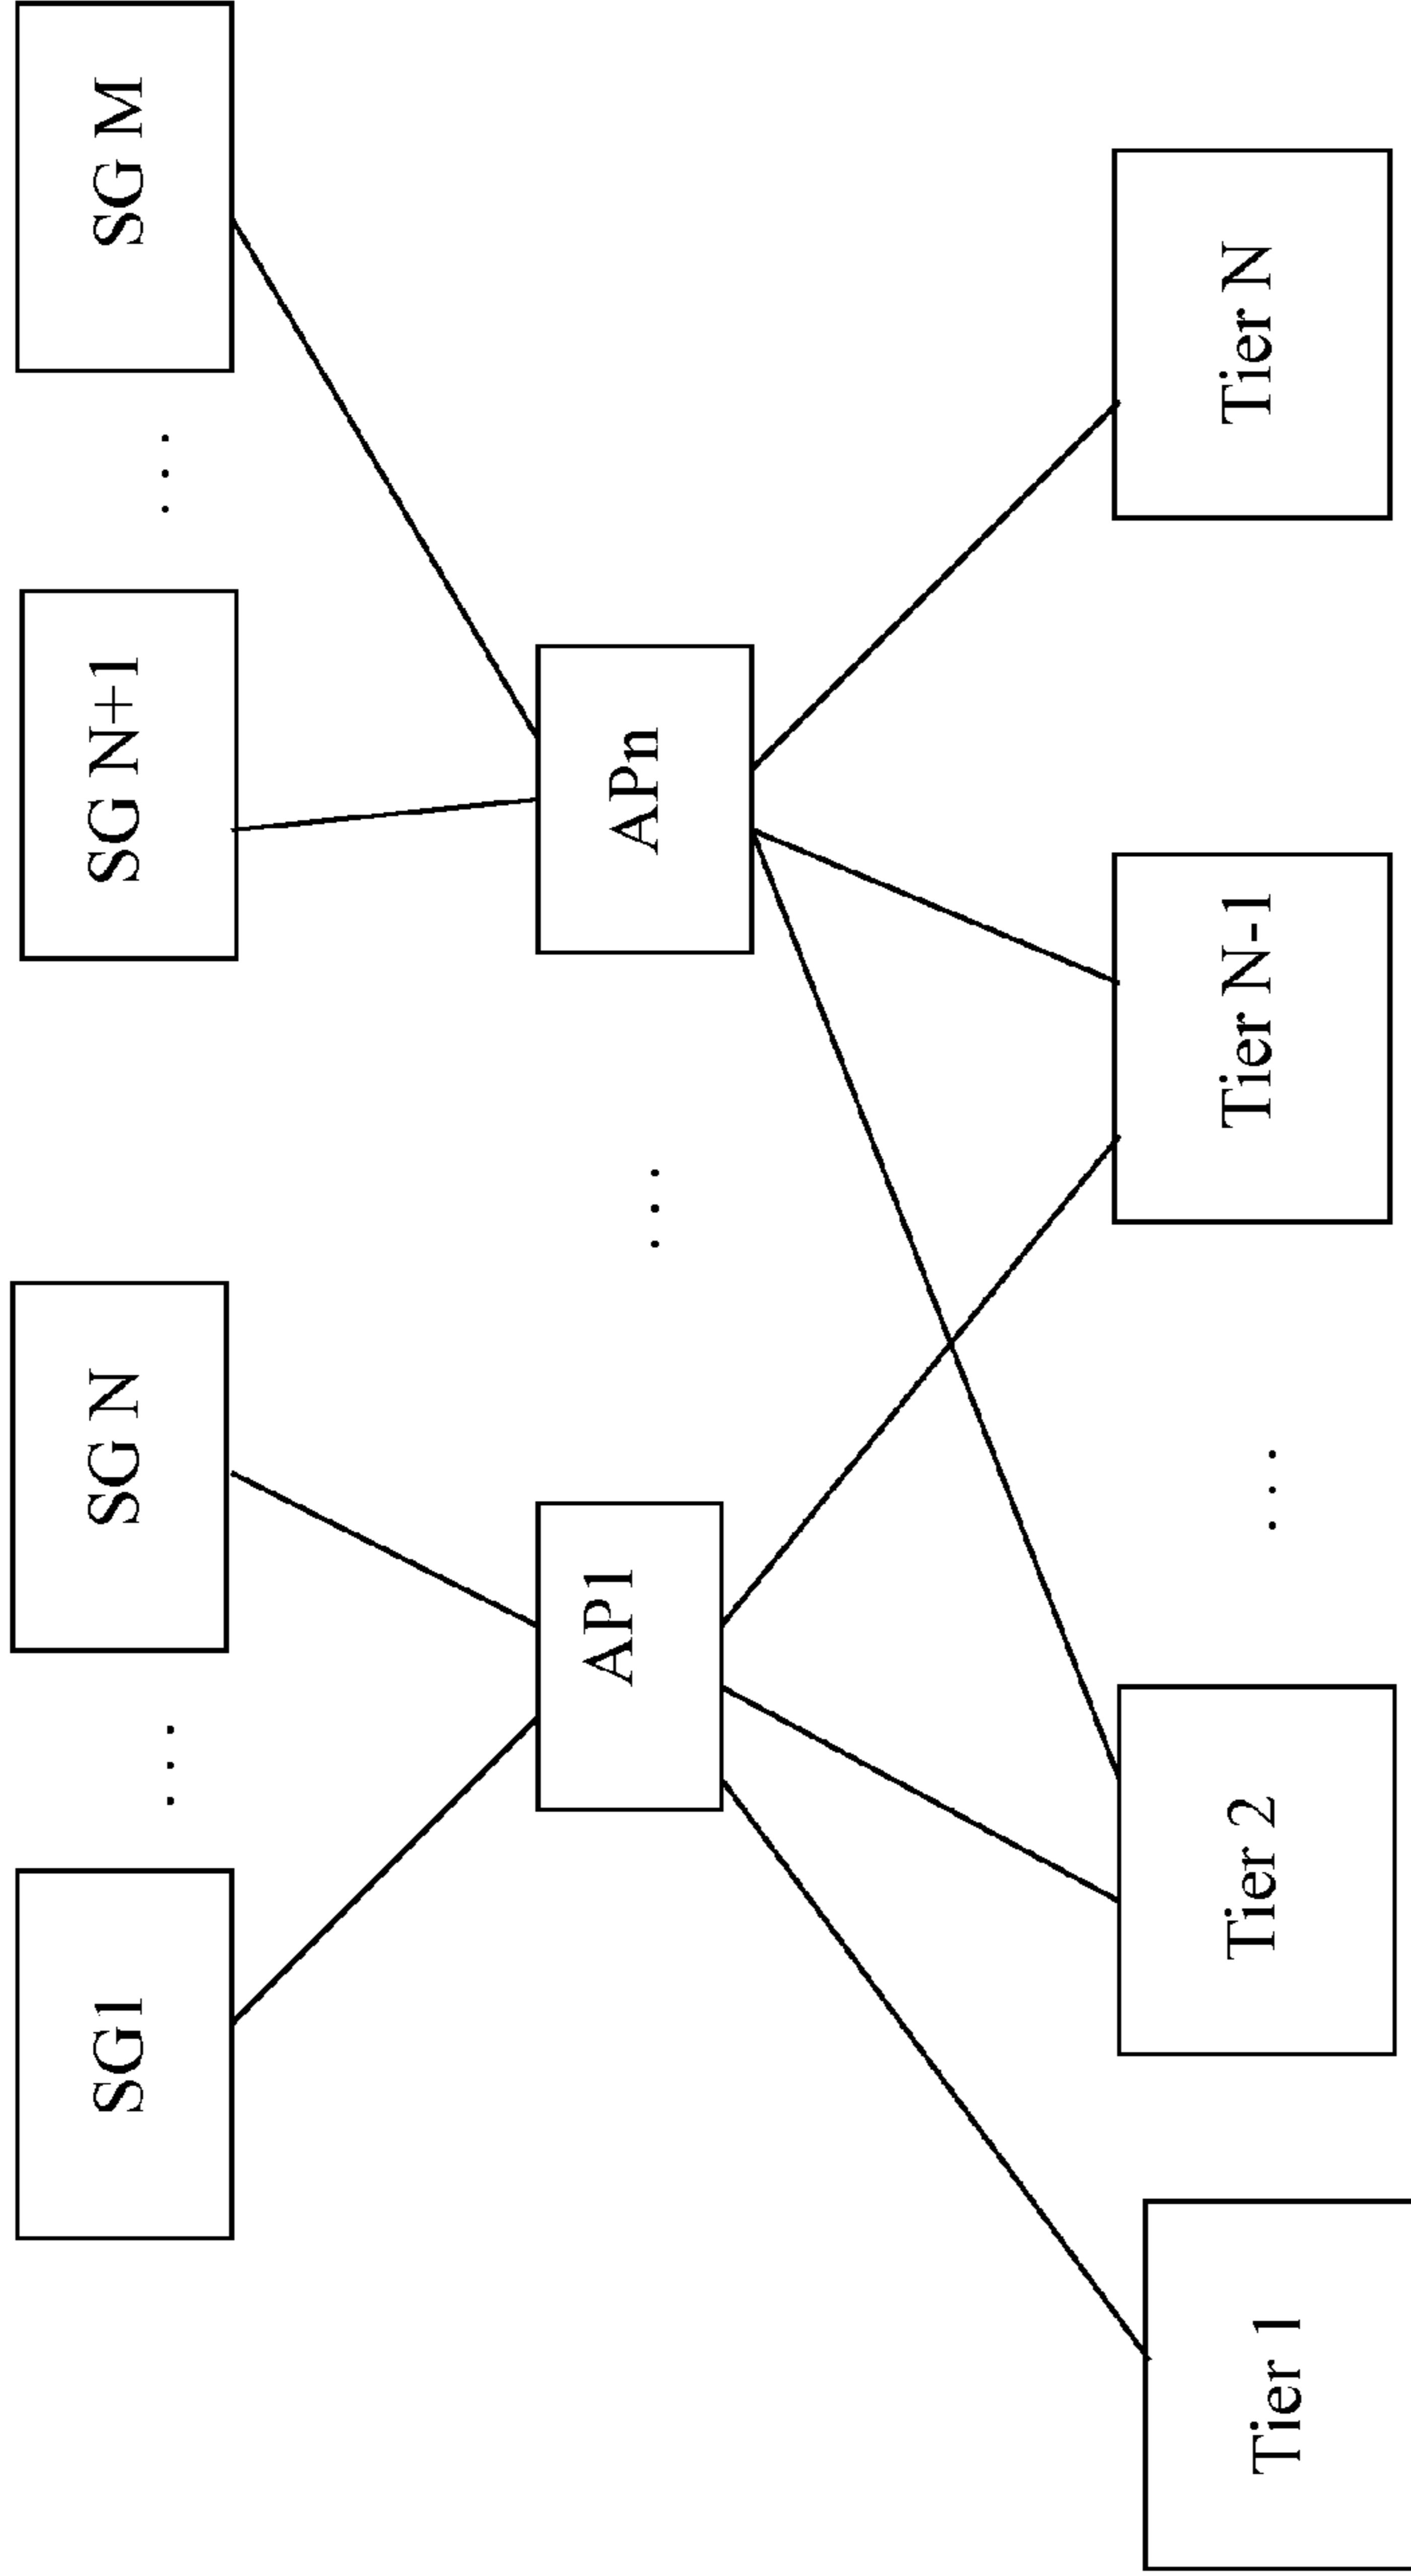 SG1
...
SG N
SG N+1
...
SG M
AP1
...
APn
Tier 1
Tier 2
...
Tier N-1
Tier N